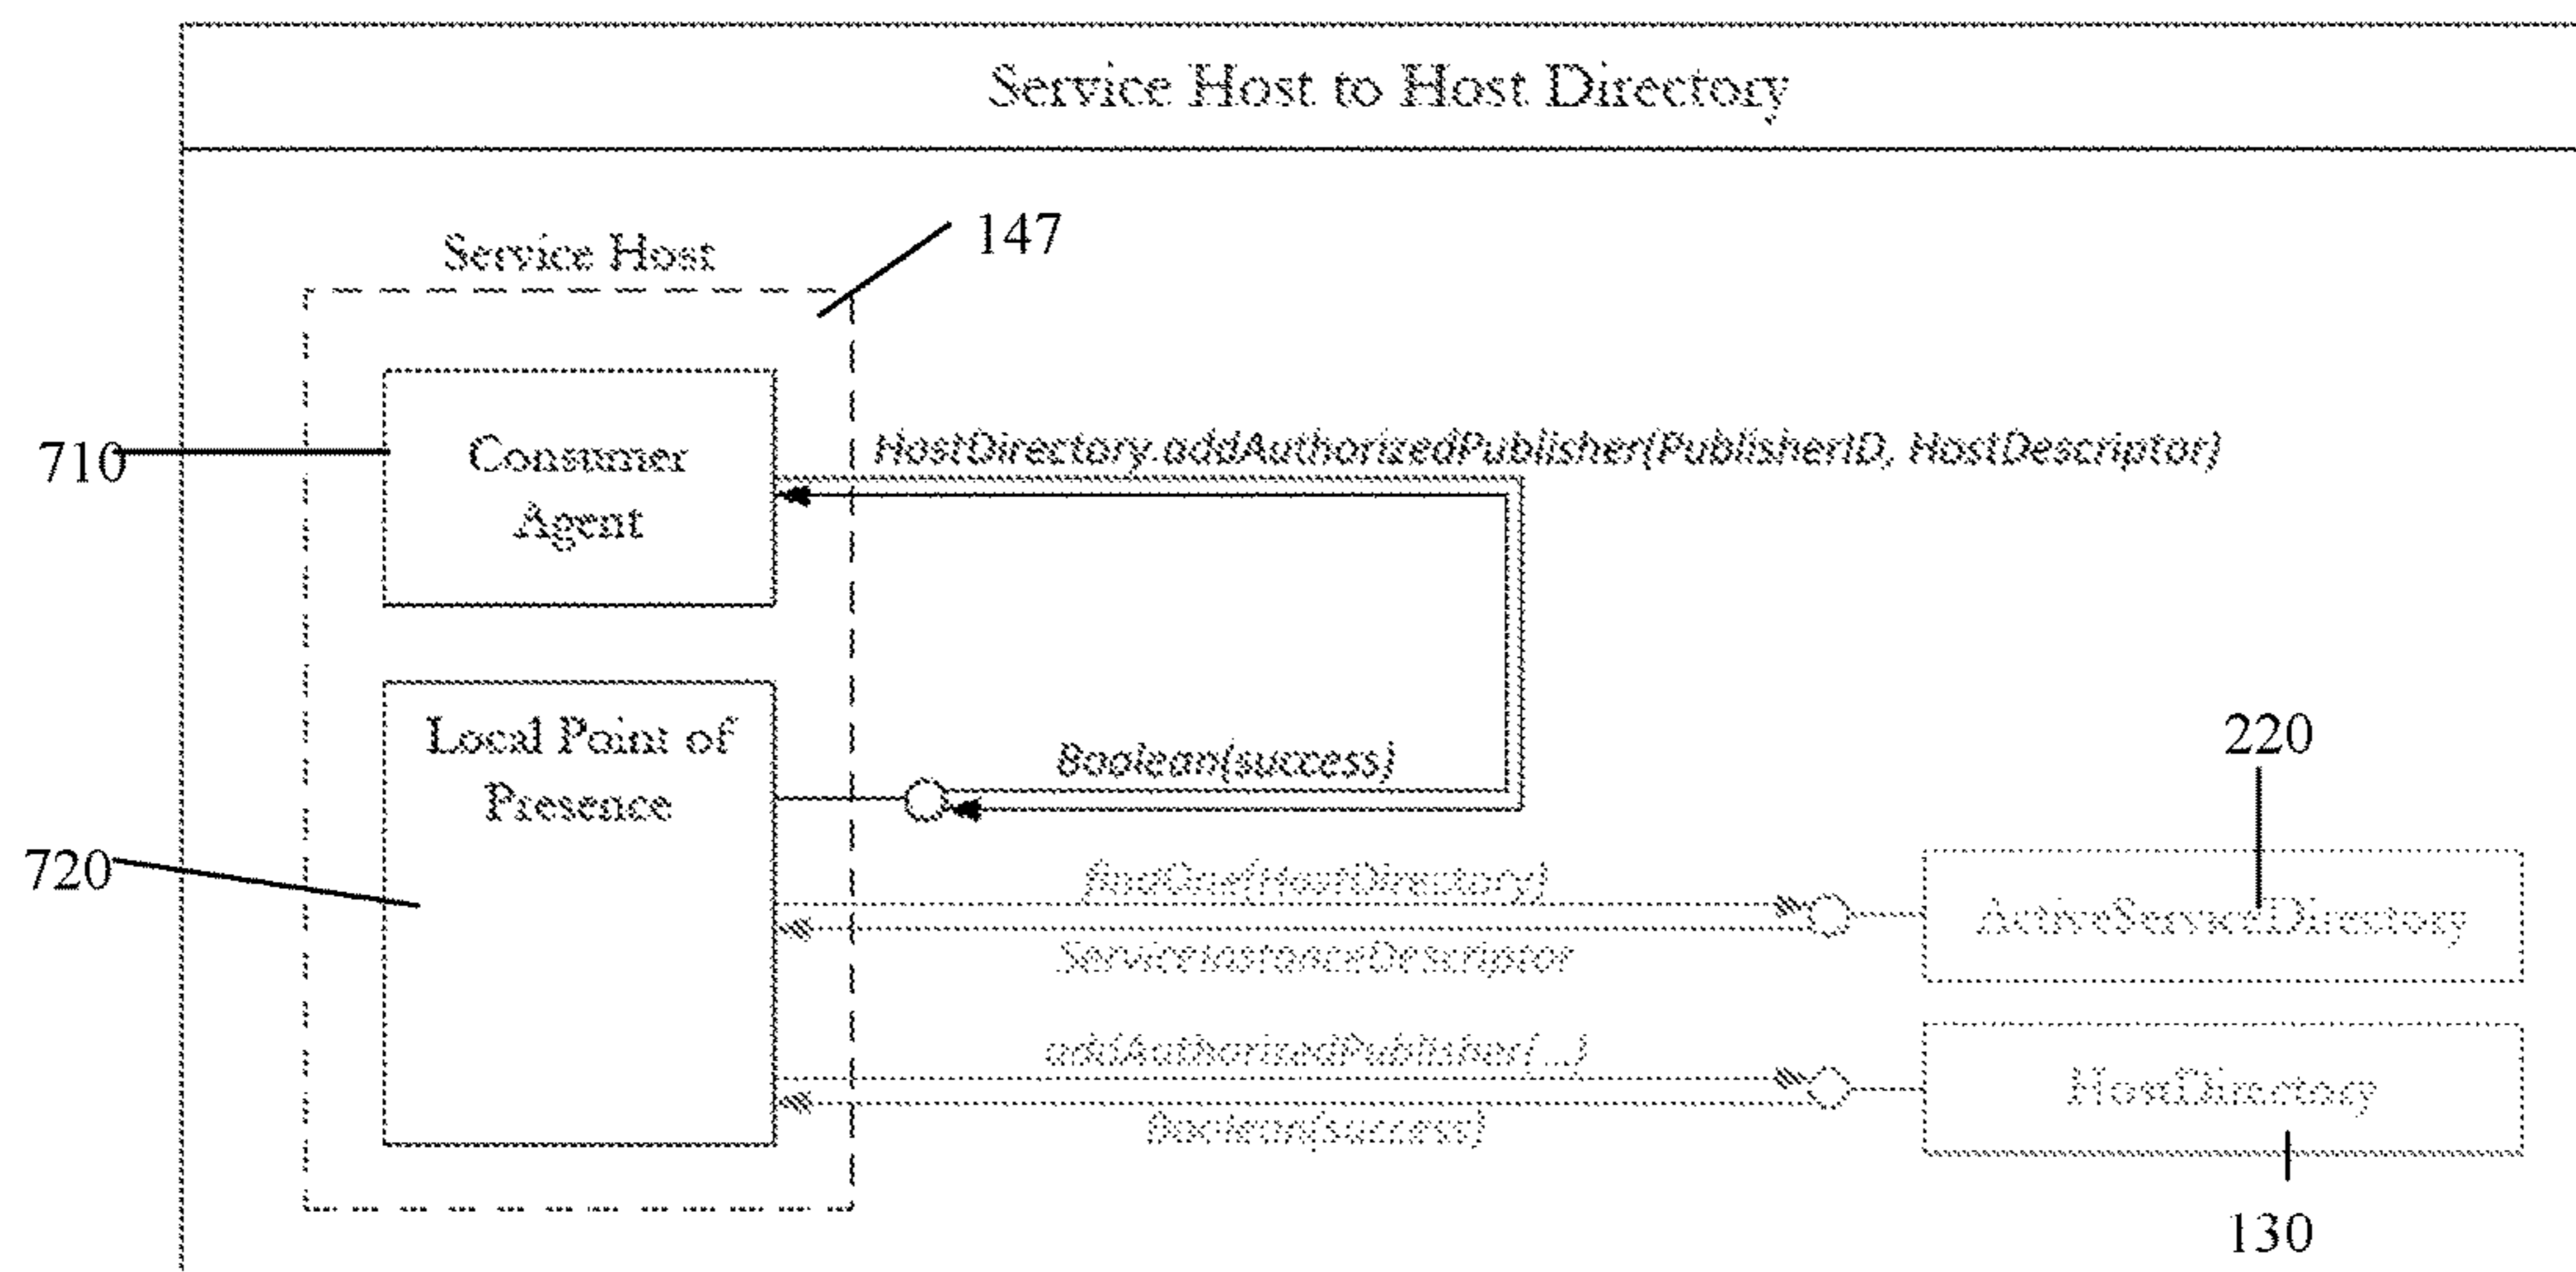 Service Host to Host Directory
Service Host
147
710
Consumer
Agent
HostDirectory.addAuthorizedPublisher(PublisherID, HostDescriptor)
Local Point of
Presence
Boolean(success)
220
720
findOne(HostDirectory)
ActiveServiceDirectory
ServiceInstanceDescriptor
addAuthorizedPublisher(...)
HostDirectory
Boolean(success)
130